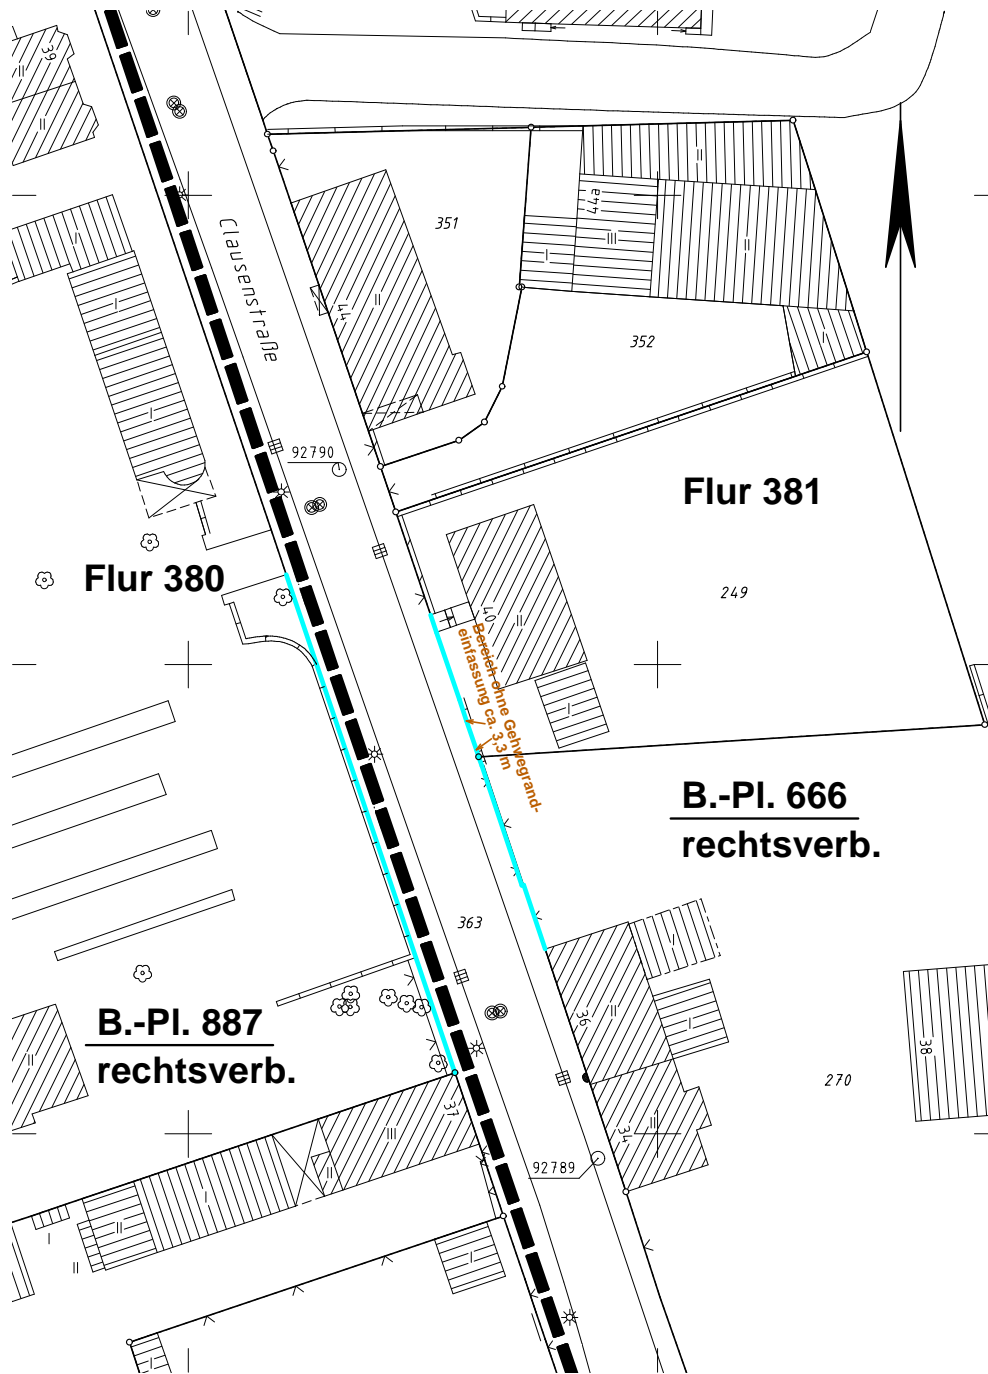 39
II
II
I
I
I
Clausenstraße
351
44
II
44a
II
III
I
II
352
I
92790
Flur 381
Flur 380
249
40
II
I
Bereich ohne Gehwegrand-
einfassung ca. 3,3 m
B.-Pl. 666
rechtsverb.
363
B.-Pl. 887
rechtsverb.
II
I
II
I
36
38
270
37
III
II
34
II
92789
I
II
I
II
I
I